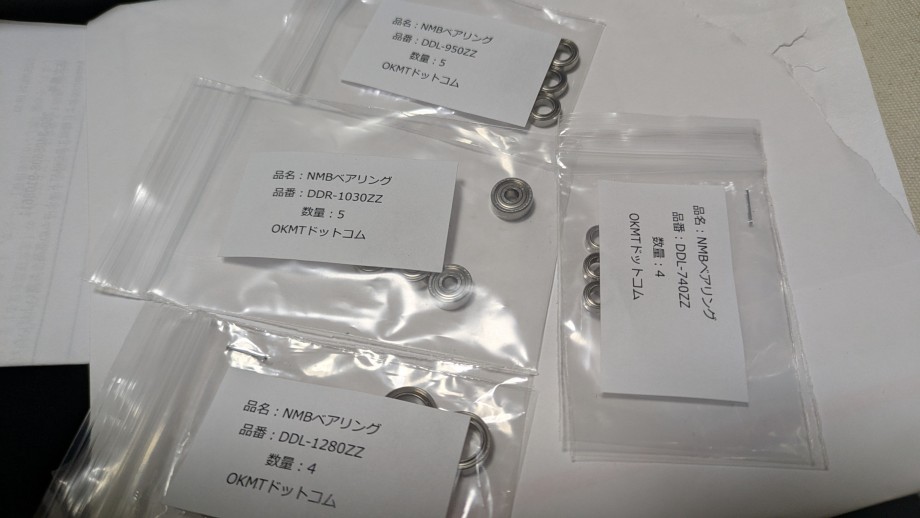 品名：NMBベアリング
品番：DDL-950ZZ
数量：5
OKMTドットコム
品名：NMBベアリング
品番：DDR-1030ZZ
数量：5
OKMTドットコム
品名：NMBベアリング
品番：DDL-740ZZ
数量：4
OKMTドットコム
品名：NMBベアリング
品番：DDL-1280ZZ
数量：4
OKMTドットコム